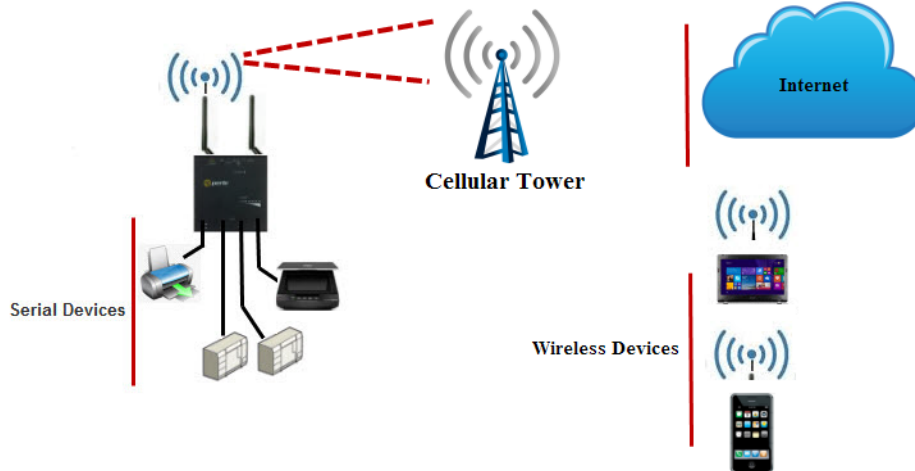 Internet
Cellular Tower
Serial Devices
Wireless Devices